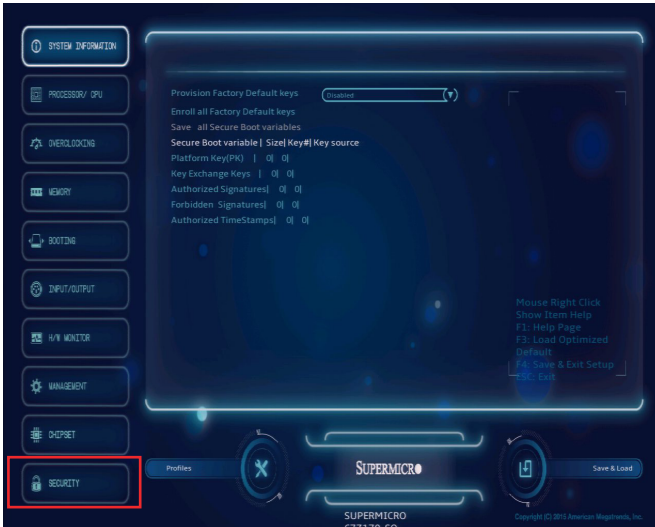 SYSTEM INFORMATION
PROCESSOR/ CPU
OVERCLOCKING
MEMORY
BOOTING
INPUT/OUTPUT
H/W MONITOR
MANAGEMENT
CHIPSET
SECURITY
Provision Factory Default keys
Disabled
Enroll all Factory Default keys
Save all Secure Boot variables
Secure Boot variable | Size| Key#| Key source
Platform Key(PK) | 0| 0|
Key Exchange Keys | 0| 0|
Authorized Signatures| 0| 0|
Forbidden Signatures| 0| 0|
Authorized TimeStamps| 0| 0|
Mouse Right Click
Show Item Help
F1: Help Page
F3: Load Optimized
Default
F4: Save & Exit Setup
ESC: Exit
Profiles
SUPERMICRO
Save & Load
SUPERMICRO
Copyright (C) 2015 American Megatrends, Inc.